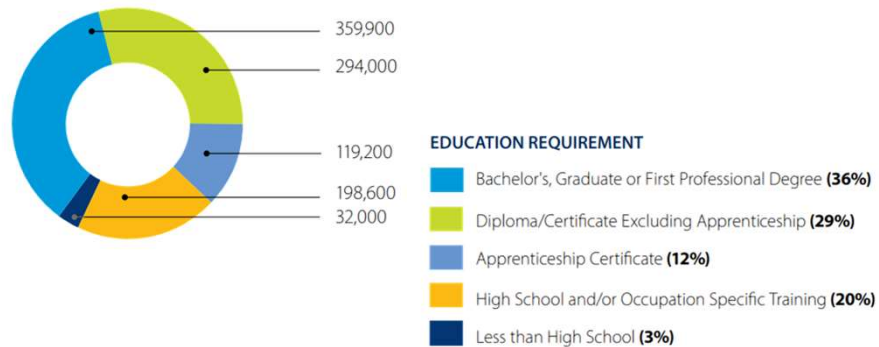 359,900
294,000
119,200
198,600
32,000
EDUCATION REQUIREMENT
Bachelor's, Graduate or First Professional Degree (36%)
Diploma/Certificate Excluding Apprenticeship (29%)
Apprenticeship Certificate (12%)
High School and/or Occupation Specific Training (20%)
Less than High School (3%)